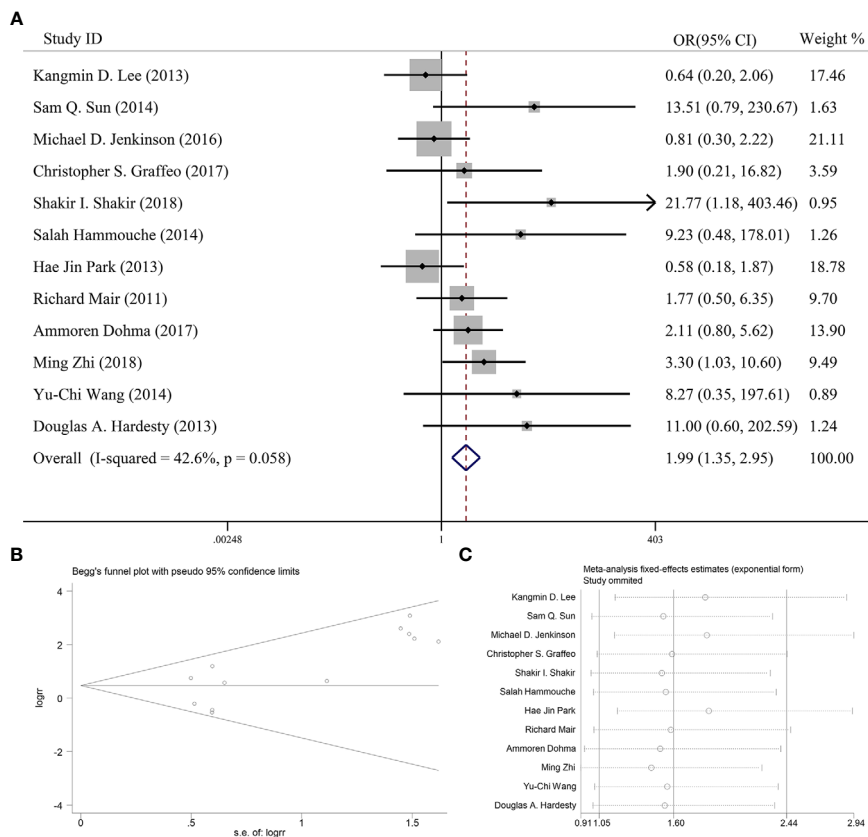 A
Study ID OR(95% CI) Weight %
Kangmin D. Lee (2013) 0.64 (0.20, 2.06) 17.46
Sam Q. Sun (2014) 13.51 (0.79, 230.67) 1.63
Michael D. Jenkinson (2016) 0.81 (0.30, 2.22) 21.11
Christopher S. Graffeo (2017) 1.90 (0.21, 16.82) 3.59
Shakir I. Shakir (2018) 21.77 (1.18, 403.46) 0.95
Salah Hammouche (2014) 9.23 (0.48, 178.01) 1.26
Hae Jin Park (2013) 0.58 (0.18, 1.87) 18.78
Richard Mair (2011) 1.77 (0.50, 6.35) 9.70
Ammoren Dohma (2017) 2.11 (0.80, 5.62) 13.90
Ming Zhi (2018) 3.30 (1.03, 10.60) 9.49
Yu-Chi Wang (2014) 8.27 (0.35, 197.61) 0.89
Douglas A. Hardesty (2013) 11.00 (0.60, 202.59) 1.24
Overall (I-squared = 42.6%, p = 0.058) 1.99 (1.35, 2.95) 100.00
.00248 1 403
B
Begg's funnel plot with pseudo 95% confidence limits
4
2
0
-2
-4
logrr
0 .5 1 1.5
s.e. of: logrr
C
Meta-analysis fixed-effects estimates (exponential form)
Study ommited
Kangmin D. Lee
Sam Q. Sun
Michael D. Jenkinson
Christopher S. Graffeo
Shakir I. Shakir
Salah Hammouche
Hae Jin Park
Richard Mair
Ammoren Dohma
Ming Zhi
Yu-Chi Wang
Douglas A. Hardesty
0.91 1.05 1.60 2.44 2.94